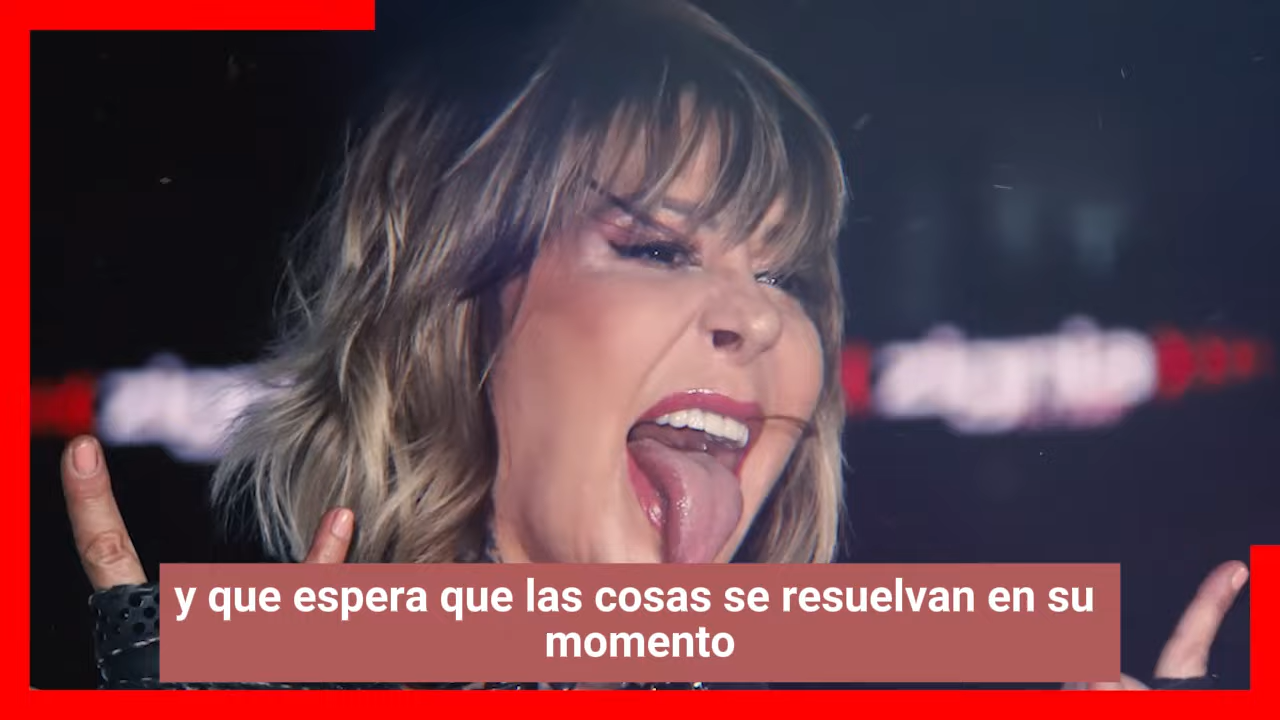 y que espera que las cosas se resuelvan en su
momento